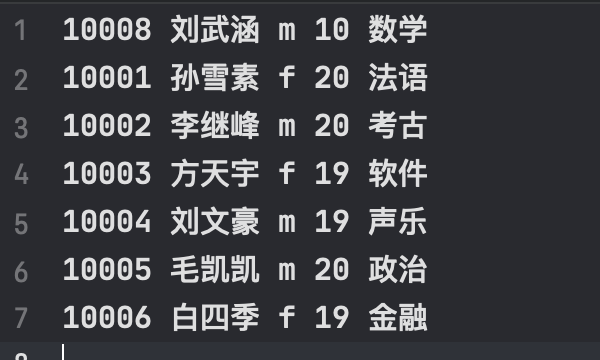 1 10008 刘武涵 m 10 数学
2 10001 孙雪素 f 20 法语
3 10002 李继峰 m 20 考古
4 10003 方天宇 f 19 软件
5 10004 刘文豪 m 19 声乐
6 10005 毛凯凯 m 20 政治
7 10006 白四季 f 19 金融